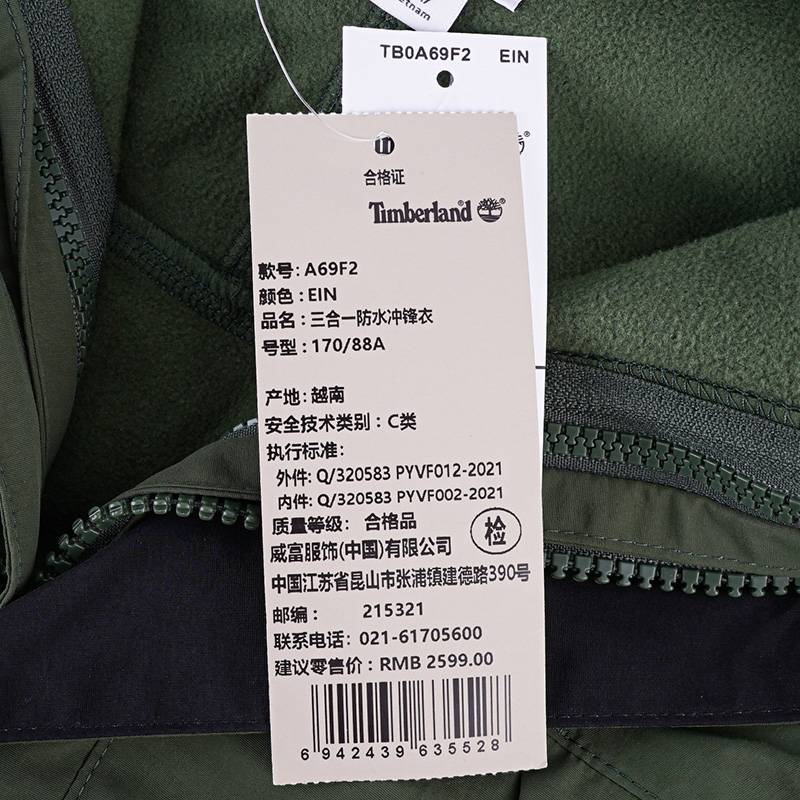 Vietnam
TB0A69F2 EIN
合格证
Timberland
款号: A69F2
颜色: EIN
品名: 三合一防水冲锋衣
号型: 170/88A
产地: 越南
安全技术类别: C类
执行标准:
外件: Q/320583 PYVF012-2021
内件: Q/320583 PYVF002-2021
质量等级: 合格品
检
威富服饰(中国)有限公司
中国江苏省昆山市张浦镇建德路390号
邮编: 215321
联系电话: 021-61705600
建议零售价: RMB 2599.00
6 942439 635528